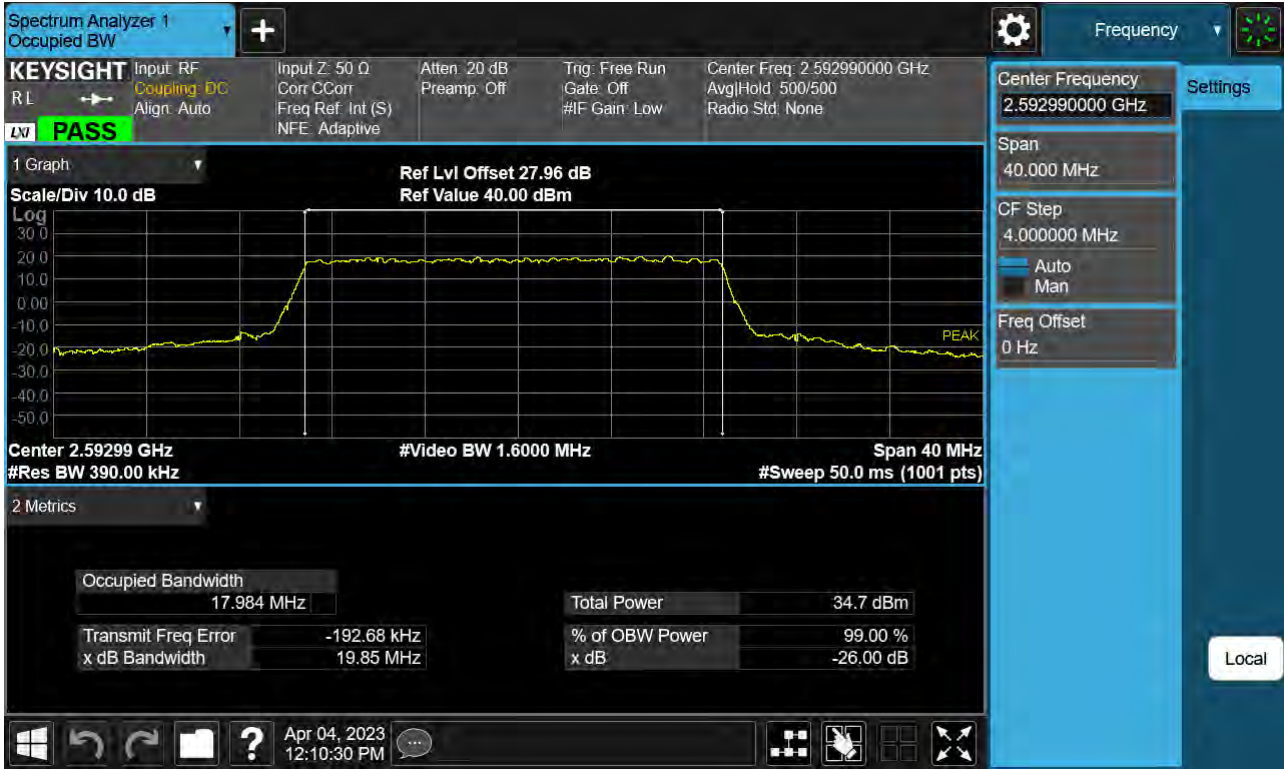 Spectrum Analyzer 1
Occupied BW
Frequency
KEYSIGHT
Input: RF
Coupling: DC
Align: Auto
Input Z: 50 Ω
Corr CCorr
Freq Ref: Int (S)
NFE: Adaptive
Atten: 20 dB
Preamp: Off
Trig: Free Run
Gate: Off
#IF Gain: Low
Center Freq: 2.592990000 GHz
Avg|Hold: 500/500
Radio Std: None
R L
LXI PASS
Center Frequency
2.592990000 GHz
Settings
Span
40.000 MHz
CF Step
4.000000 MHz
Auto
Man
Freq Offset
0 Hz
Local
1 Graph
Scale/Div 10.0 dB
Ref Lvl Offset 27.96 dB
Ref Value 40.00 dBm
Log
30.0
20.0
10.0
0.00
-10.0
-20.0
-30.0
-40.0
-50.0
PEAK
Center 2.59299 GHz
#Video BW 1.6000 MHz
Span 40 MHz
#Res BW 390.00 kHz
#Sweep 50.0 ms (1001 pts)
2 Metrics
Occupied Bandwidth
17.984 MHz
Total Power 34.7 dBm
Transmit Freq Error -192.68 kHz
% of OBW Power 99.00 %
x dB Bandwidth 19.85 MHz
x dB -26.00 dB
?
Apr 04, 2023
12:10:30 PM